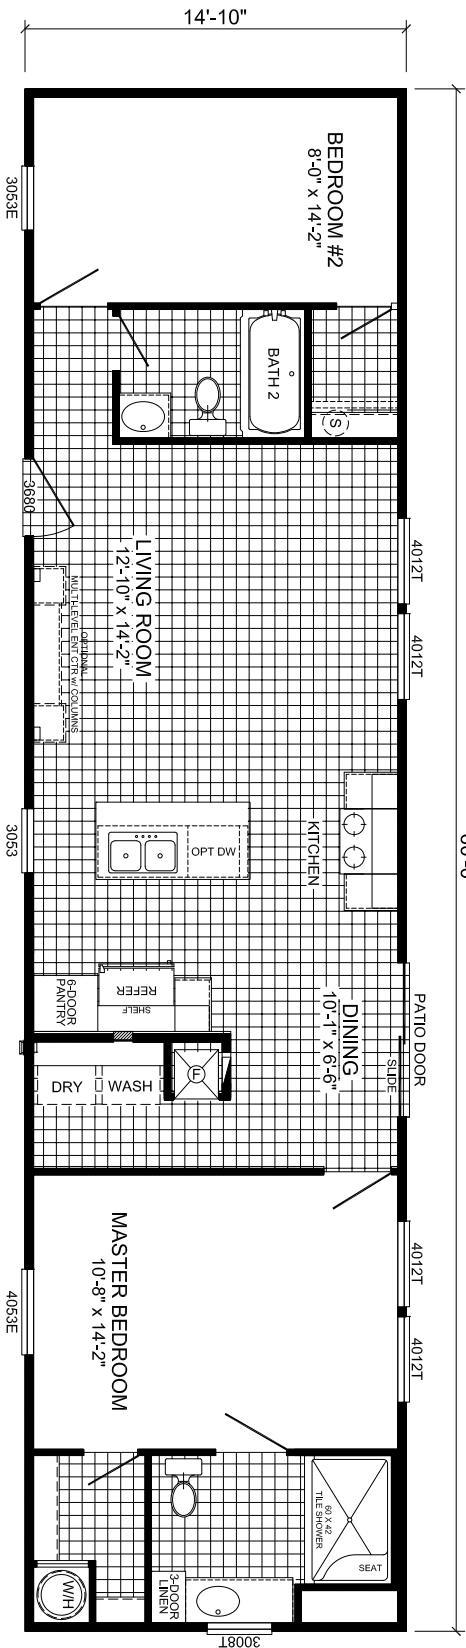 14'-10"
BEDROOM #2
8'-0" x 14'-2"
3053E
BATH 2
S
3680
4012T
LIVING ROOM
12'-10" x 14'-2"
4012T
OPTIONAL
MULTI-LEVEL ENT CTR w/ COLUMNS
3053
OPT DW
KITCHEN
6-DOOR
PANTRY
REFER
SHELF
DINING
10'-1" x 6'-6"
PATIO DOOR
SLIDE
DRY
WASH
F
MASTER BEDROOM
10'-8" x 14'-2"
4012T
4012T
4053E
60 X 42
TILE SHOWER
SEAT
W/H
3-DOOR
LINEN
3008T